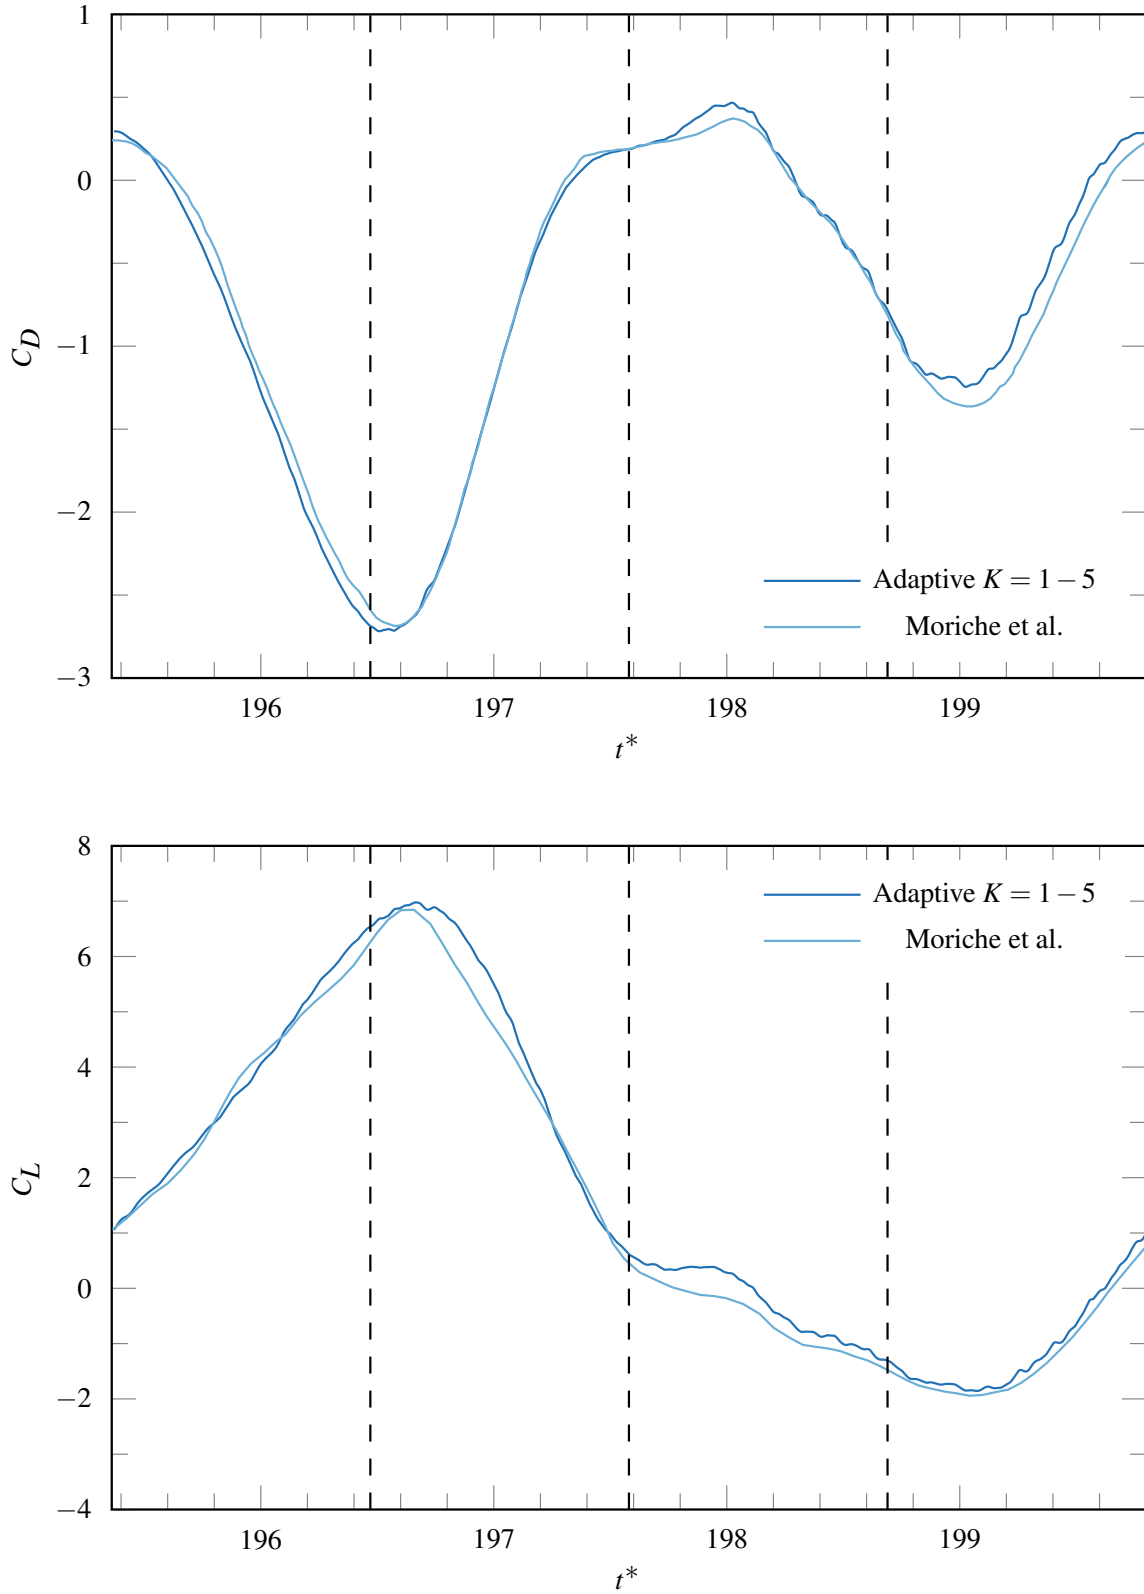 1
0
−1
−2
−3
C_D
196
197
198
199
t*
Adaptive K = 1 − 5
Moriche et al.
8
6
4
2
0
−2
−4
C_L
196
197
198
199
t*
Adaptive K = 1 − 5
Moriche et al.